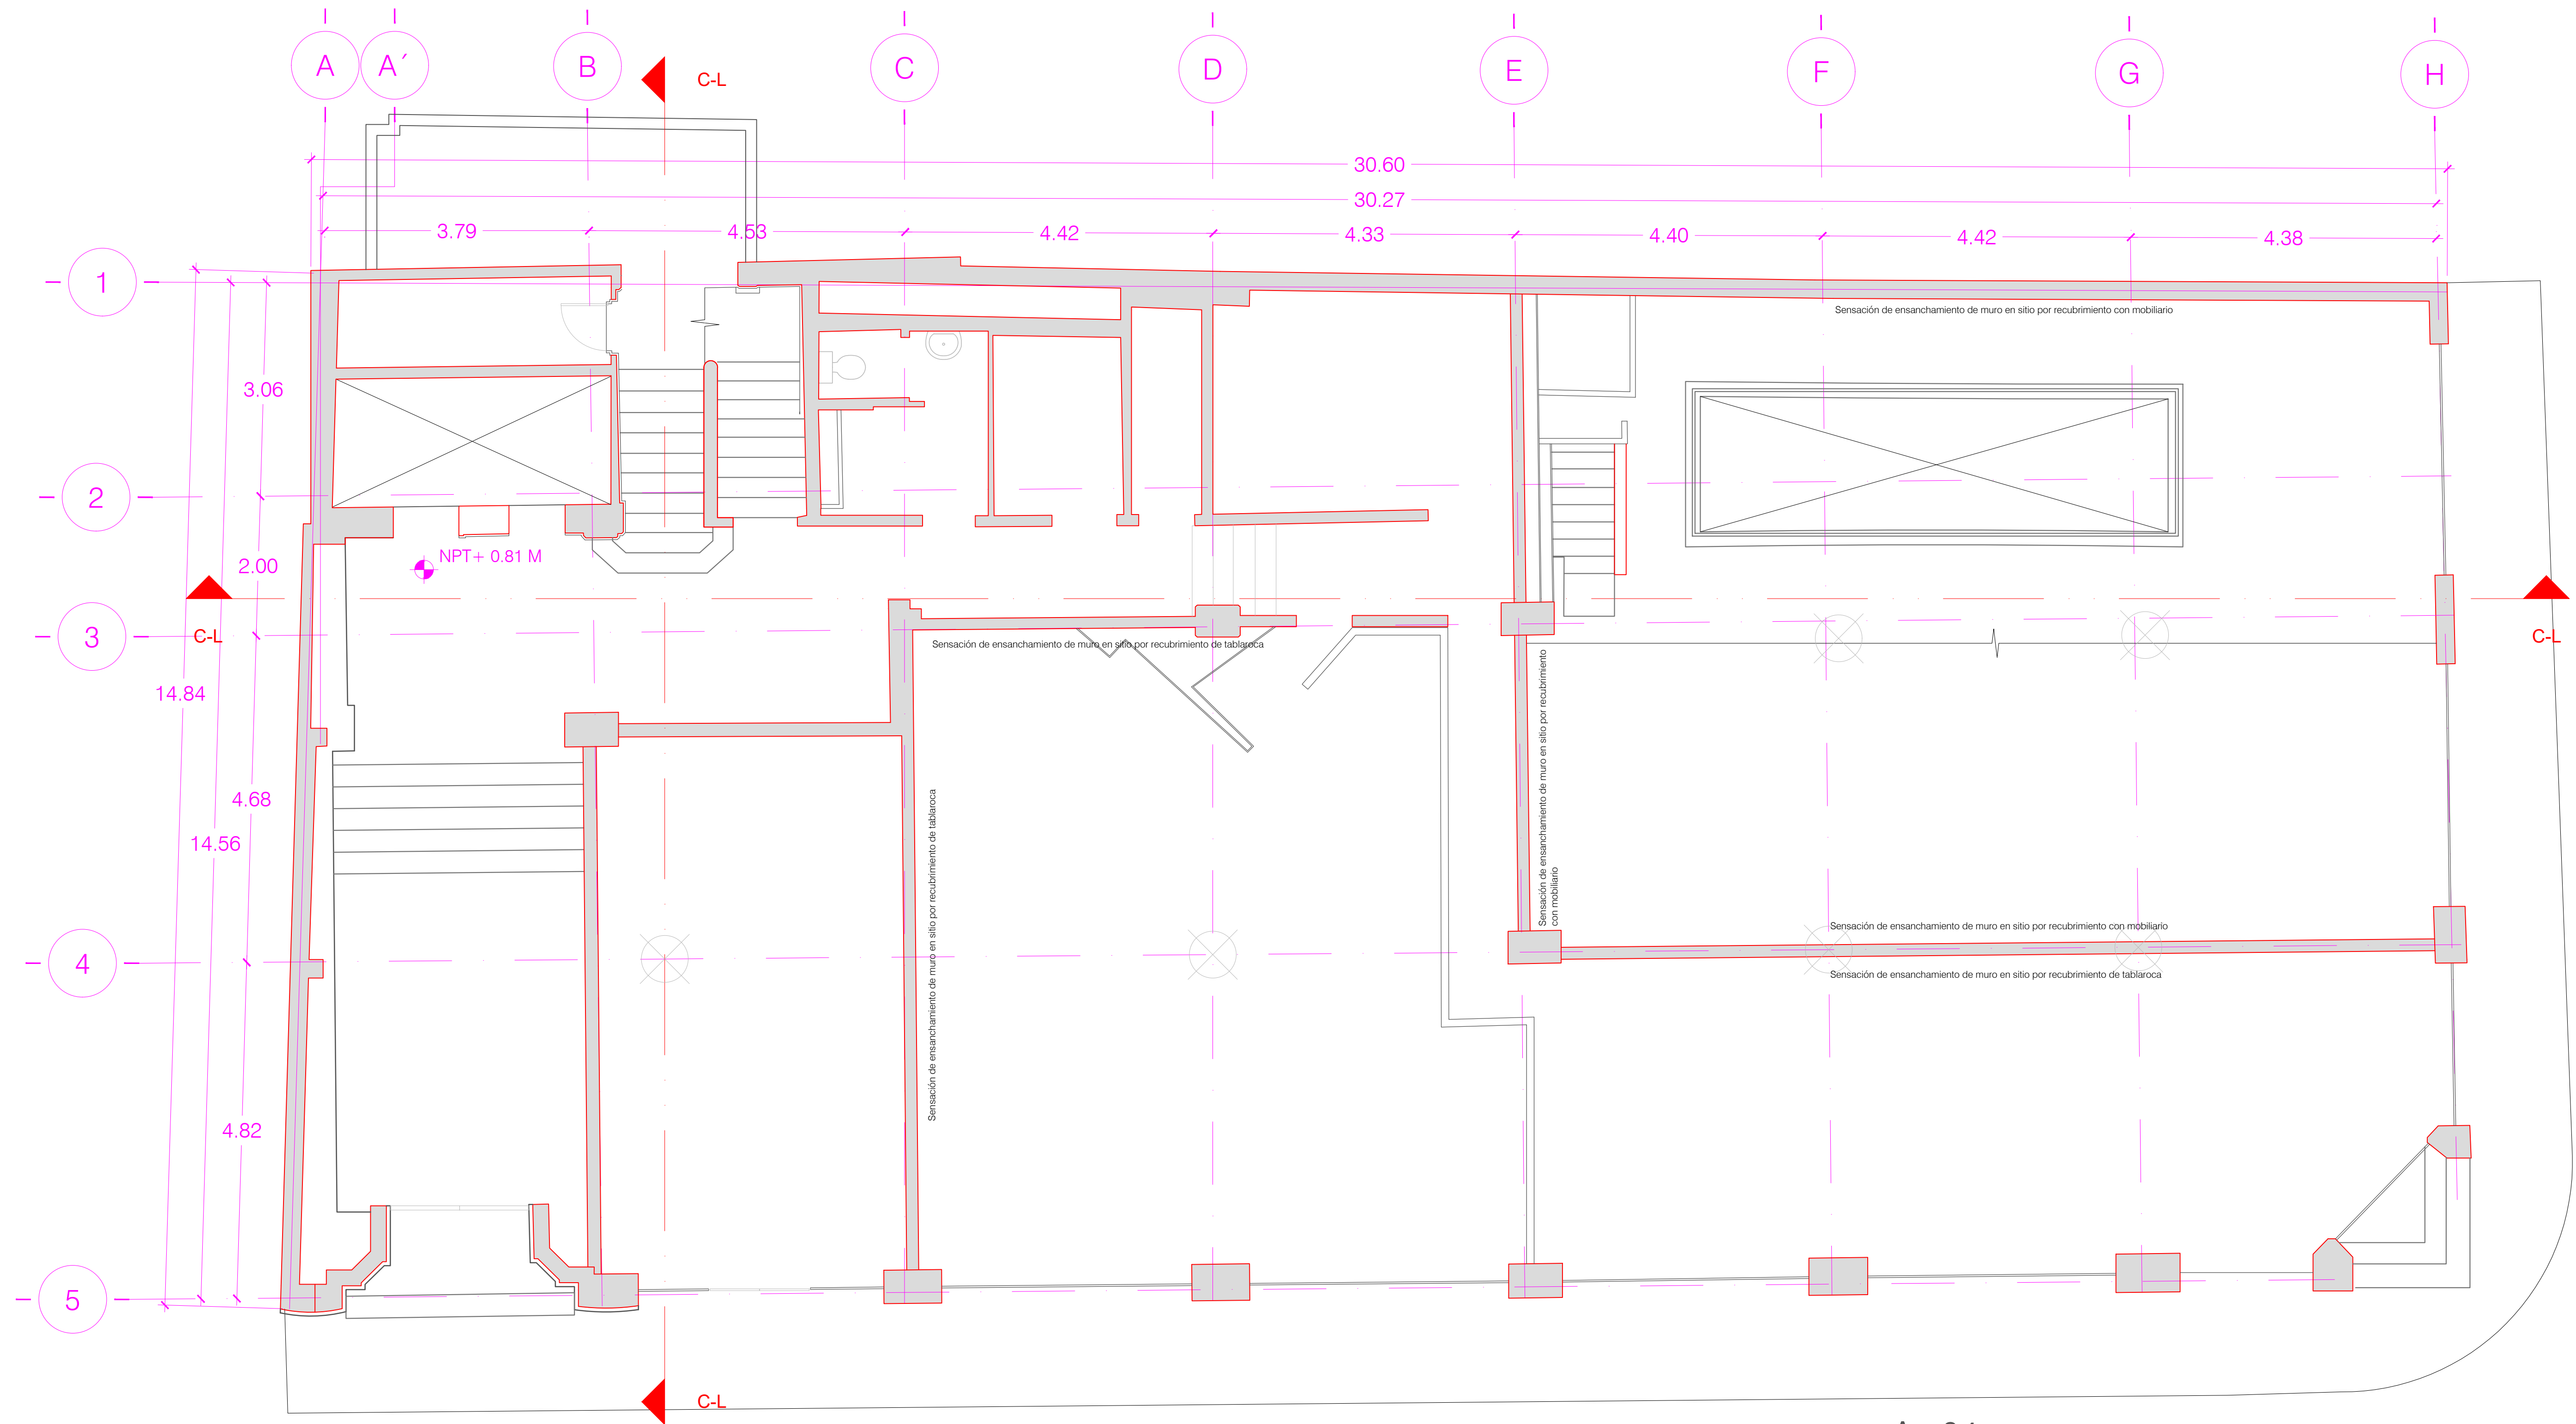 A
A´
B
C
D
E
F
G
H
C-L
30.60
30.27
3.79
4.53
4.42
4.33
4.40
4.42
4.38
1
Sensación de ensanchamiento de muro en sitio por recubrimiento con mobiliario
3.06
2
NPT+ 0.81 M
2.00
3
C-L
C-L
Sensación de ensanchamiento de muro en sitio por recubrimiento de tablaroca
14.84
Sensación de ensanchamiento de muro en sitio por recubrimiento
con mobiliario
4.68
14.56
Sensación de ensanchamiento de muro en sitio por recubrimiento de tablaroca
Sensación de ensanchamiento de muro en sitio por recubrimiento con mobiliario
4
Sensación de ensanchamiento de muro en sitio por recubrimiento de tablaroca
4.82
5
C-L